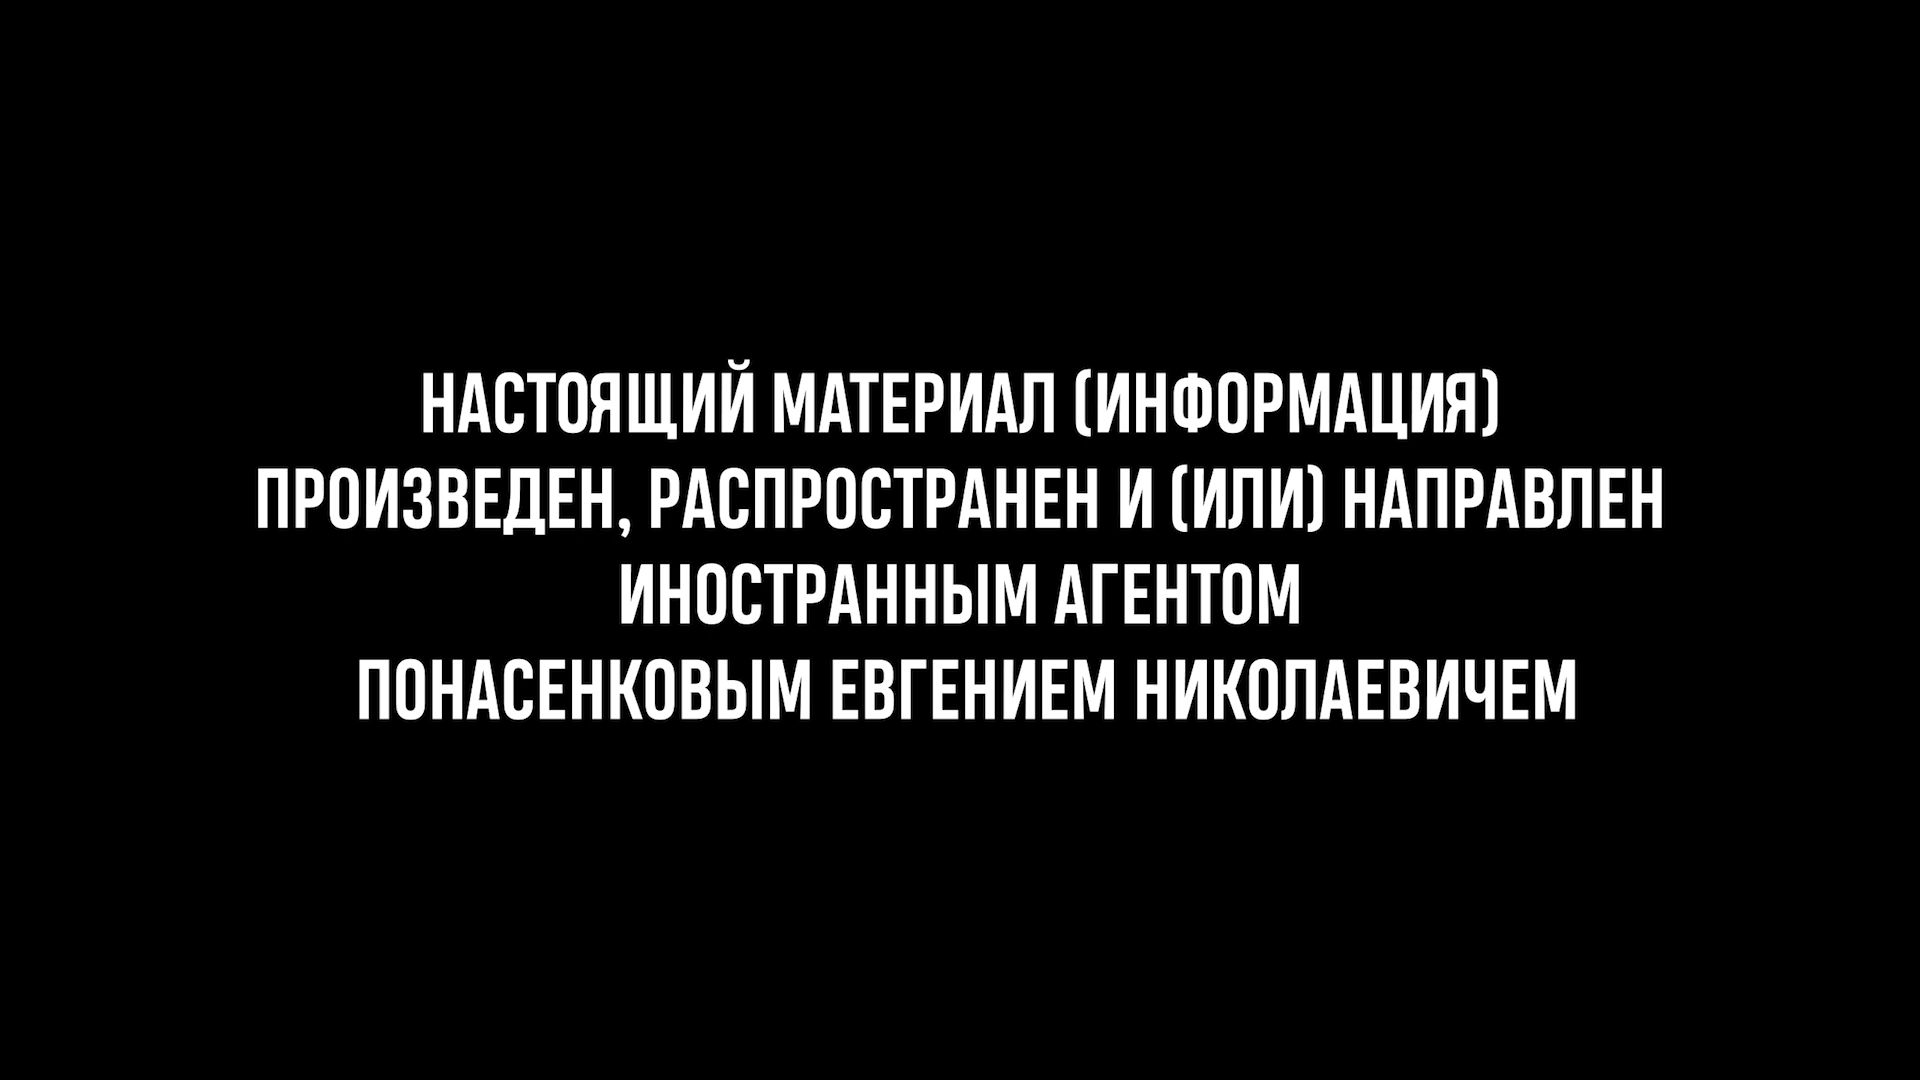 НАСТОЯЩИЙ МАТЕРИАЛ (ИНФОРМАЦИЯ)
ПРОИЗВЕДЕН, РАСПРОСТРАНЕН И (ИЛИ) НАПРАВЛЕН
ИНОСТРАННЫМ АГЕНТОМ
ПОНАСЕНКОВЫМ ЕВГЕНИЕМ НИКОЛАЕВИЧЕМ